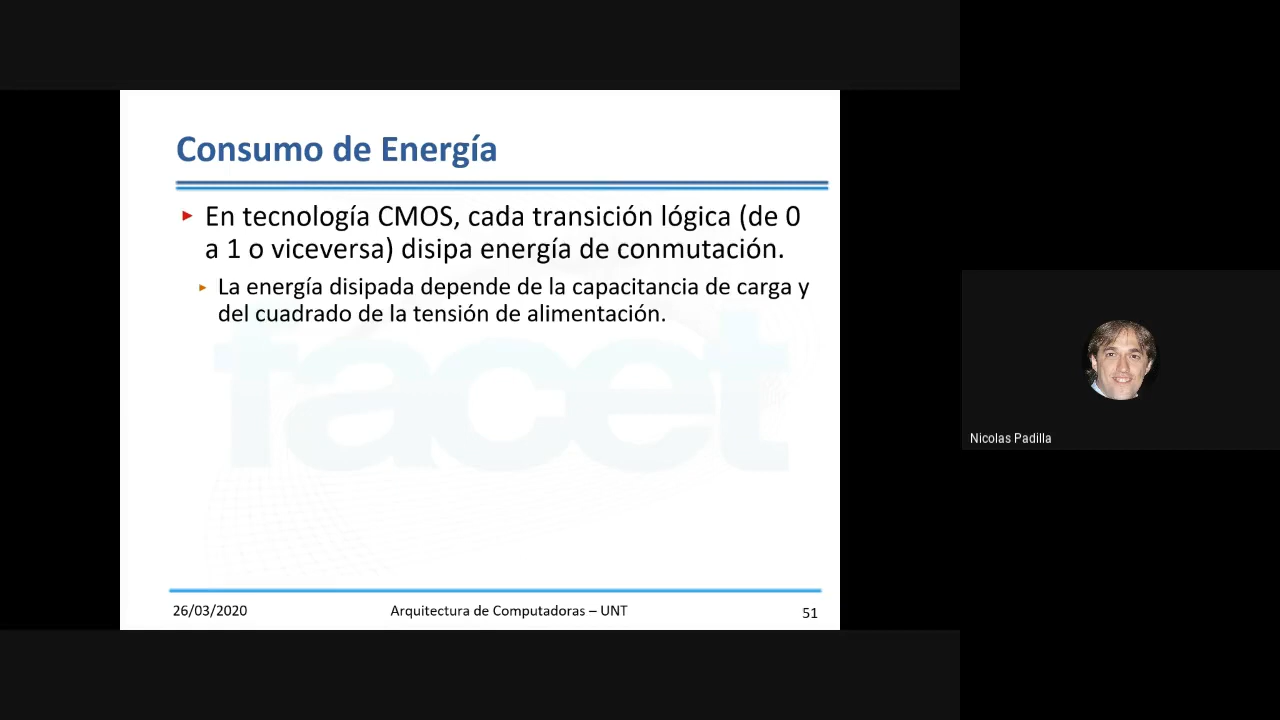 Consumo de Energía
En tecnología CMOS, cada transición lógica (de 0
a 1 o viceversa) disipa energía de conmutación.
La energía disipada depende de la capacitancia de carga y
del cuadrado de la tensión de alimentación.
facet
26/03/2020
Arquitectura de Computadoras – UNT
51
Nicolas Padilla